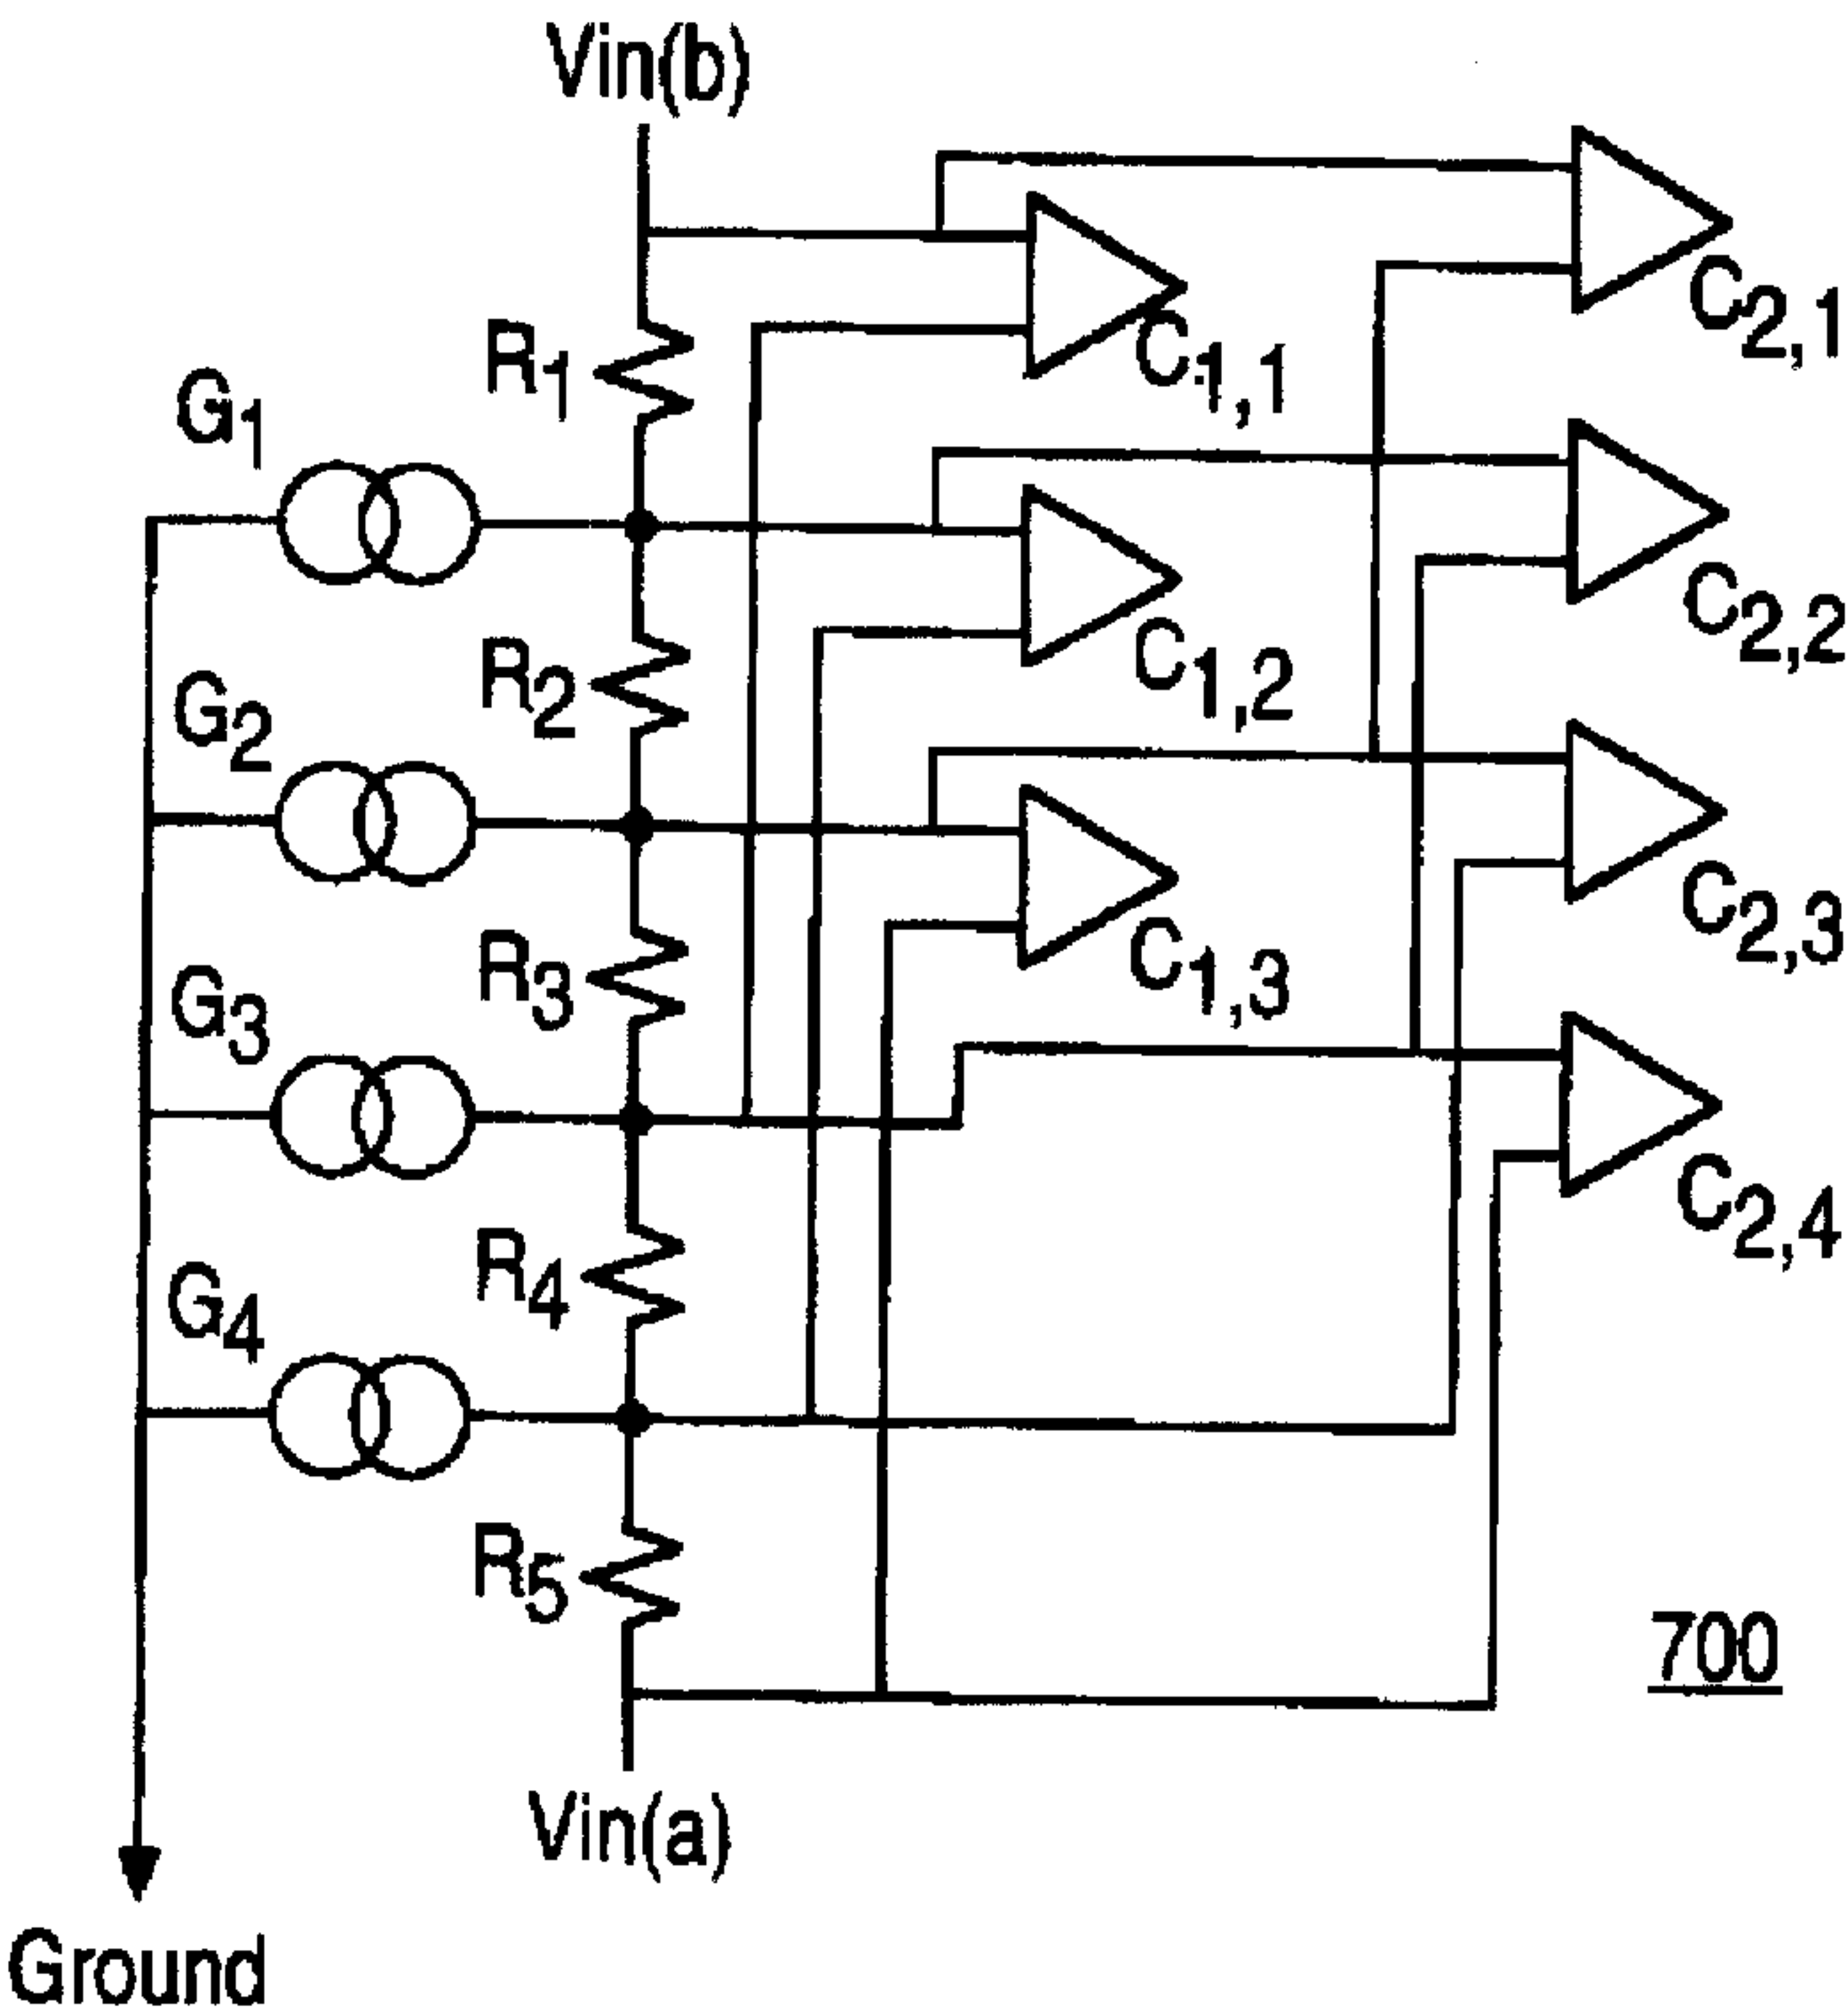 Vin(b)
C2,1
R1
C1,1
G1
C2,2
R2
C1,2
G2
C2,3
R3
C1,3
G3
C2,4
R4
G4
R5
700
Vin(a)
Ground